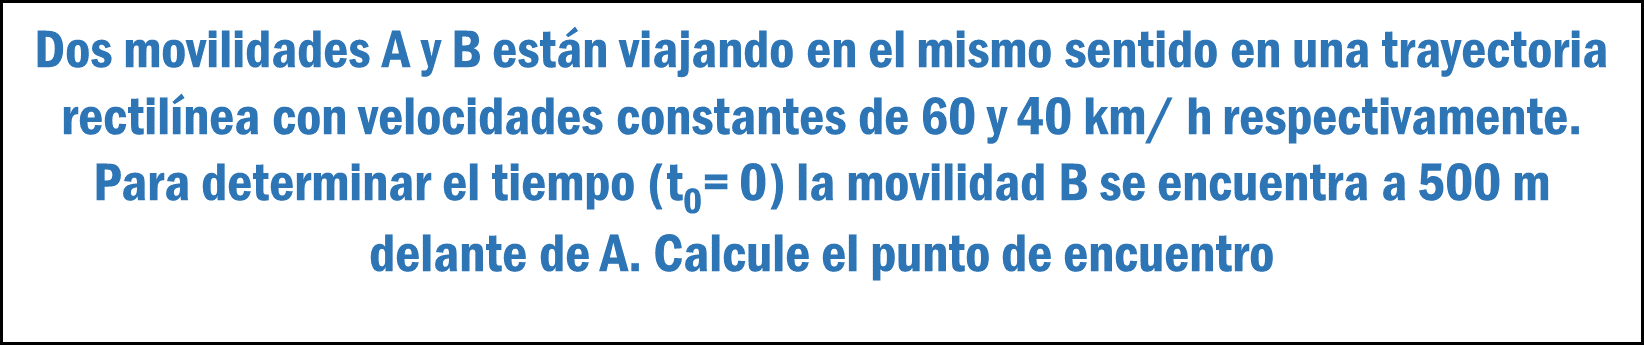 Dos movilidades A y B están viajando en el mismo sentido en una trayectoria
rectilínea con velocidades constantes de 60 y 40 km/ h respectivamente.
Para determinar el tiempo (t₀= 0) la movilidad B se encuentra a 500 m
delante de A. Calcule el punto de encuentro